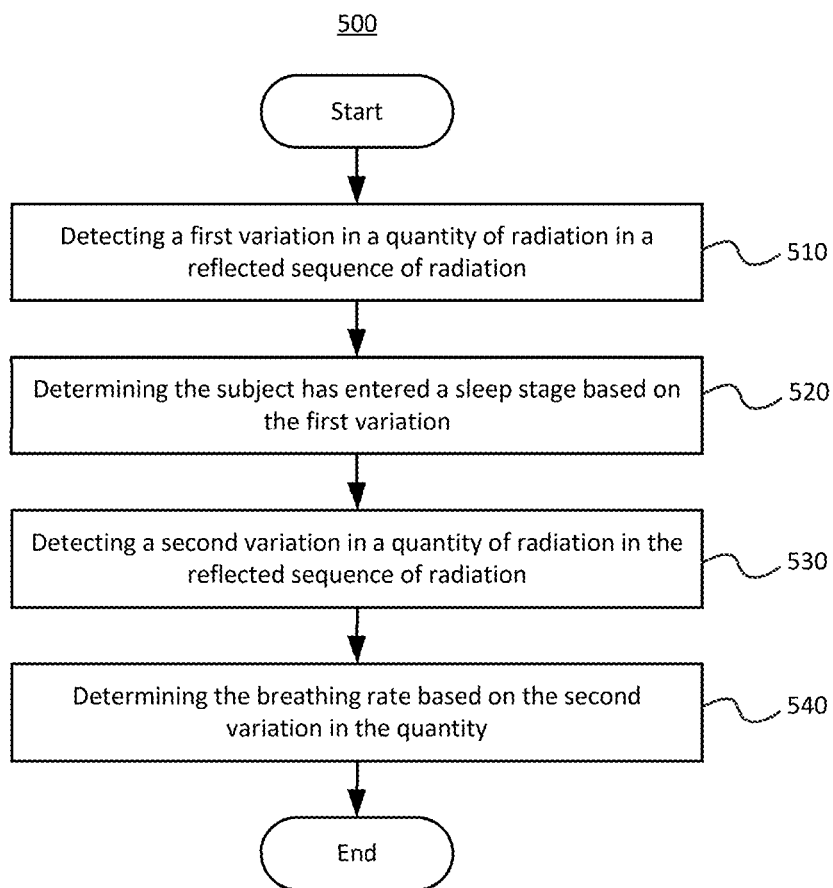 500
Start
Detecting a first variation in a quantity of radiation in a
reflected sequence of radiation
510
Determining the subject has entered a sleep stage based on
the first variation
520
Detecting a second variation in a quantity of radiation in the
reflected sequence of radiation
530
Determining the breathing rate based on the second
variation in the quantity
540
End